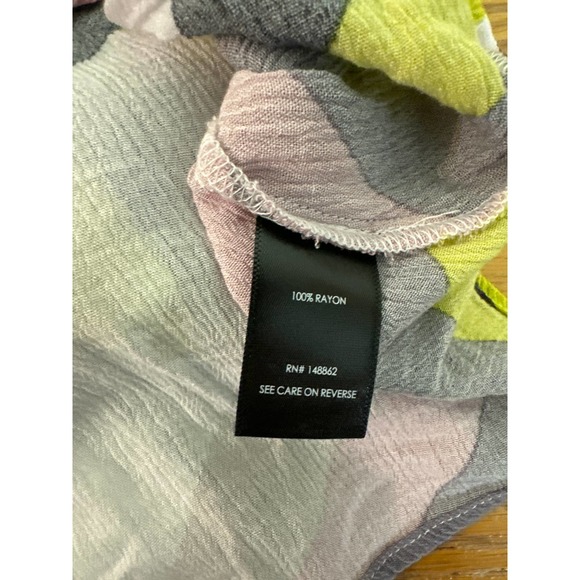 100% RAYON
RN# 148862
SEE CARE ON REVERSE